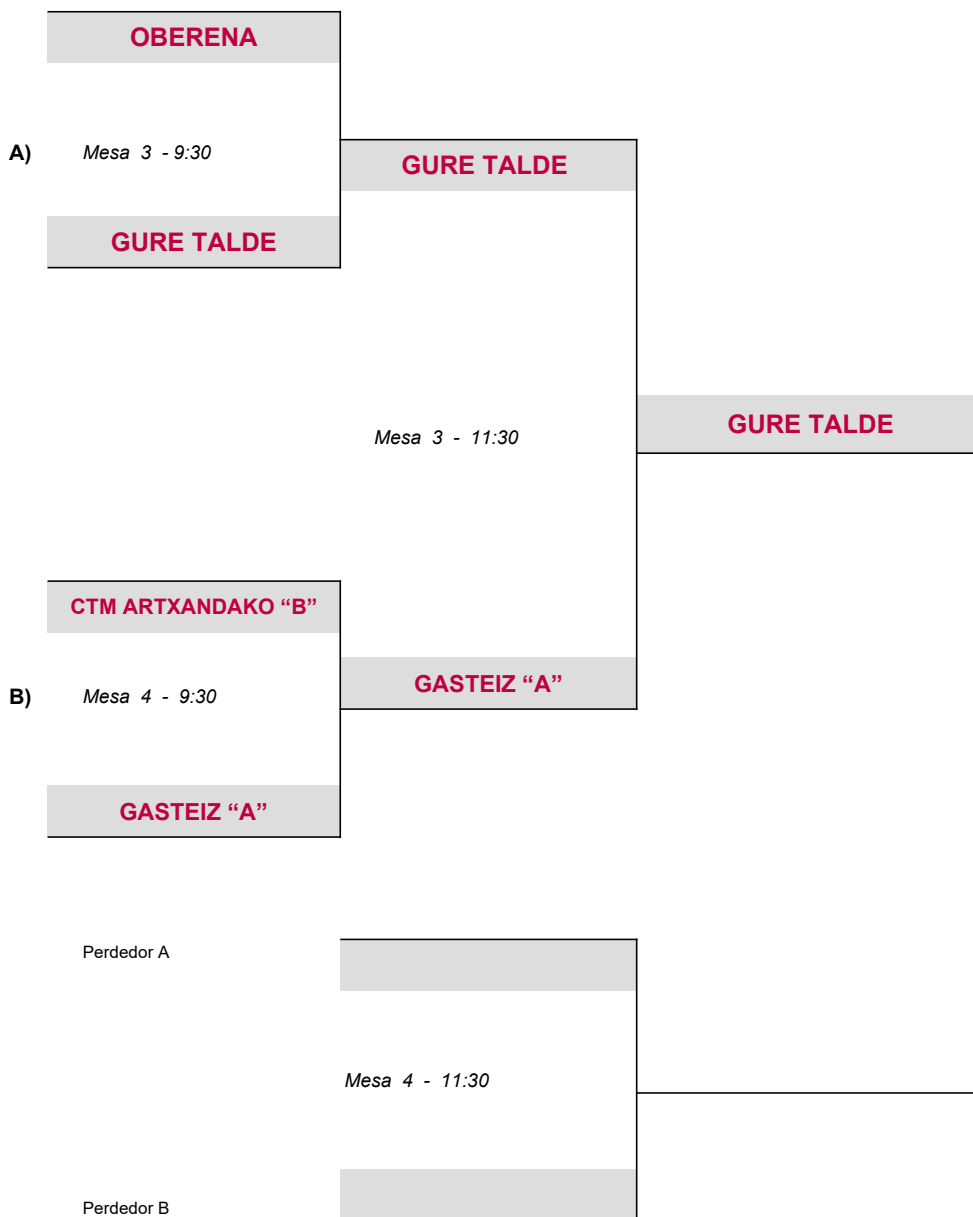 OBERENA
A) Mesa 3 - 9:30
GURE TALDE
GURE TALDE
Mesa 3 - 11:30
GURE TALDE
CTM ARTXANDAKO “B”
B) Mesa 4 - 9:30
GASTEIZ “A”
GASTEIZ “A”
Perdedor A
Mesa 4 - 11:30
Perdedor B